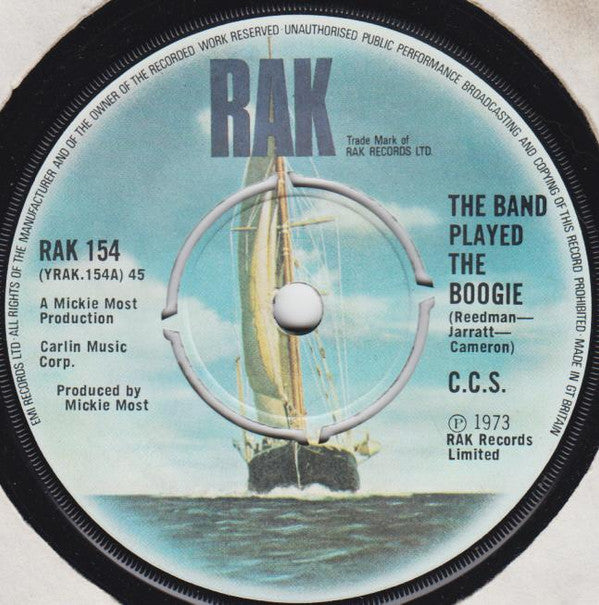 EMI RECORDS LTD · ALL RIGHTS OF THE MANUFACTURER AND OF THE OWNER OF THE RECORDED WORK RESERVED · UNAUTHORISED PUBLIC PERFORMANCE BROADCASTING AND COPYING OF THIS RECORD PROHIBITED · MADE IN GT BRITAIN
RAK
Trade Mark of
RAK RECORDS LTD.
RAK 154
(YRAK.154A) 45
A Mickie Most
Production
Carlin Music
Corp.
Produced by
Mickie Most
THE BAND
PLAYED
THE
BOOGIE
(Reedman—
Jarratt—
Cameron)
C.C.S.
℗ 1973
RAK Records
Limited